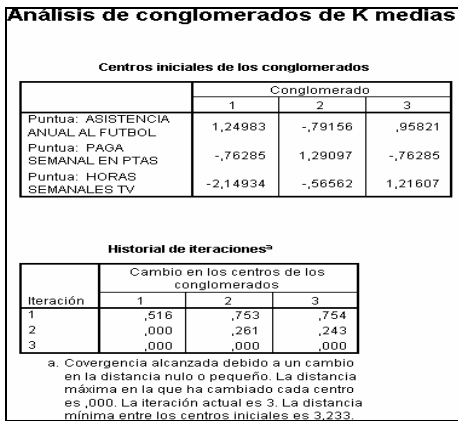 Análisis de conglomerados de K medias
Centros iniciales de los conglomerados
Conglomerado
1 2 3
Puntua: ASISTENCIA
ANUAL AL FUTBOL 1,24983 -,79156 ,95821
Puntua: PAGA
SEMANAL EN PTAS -,76285 1,29097 -,76285
Puntua: HORAS
SEMANALES TV -2,14934 -,56562 1,21607
Historial de iteracionesa
Cambio en los centros de los
conglomerados
Iteración 1 2 3
1 ,516 ,753 ,754
2 ,000 ,261 ,243
3 ,000 ,000 ,000
a. Covergencia alcanzada debido a un cambio
en la distancia nulo o pequeño. La distancia
máxima en la que ha cambiado cada centro
es ,000. La iteración actual es 3. La distancia
mínima entre los centros iniciales es 3,233.